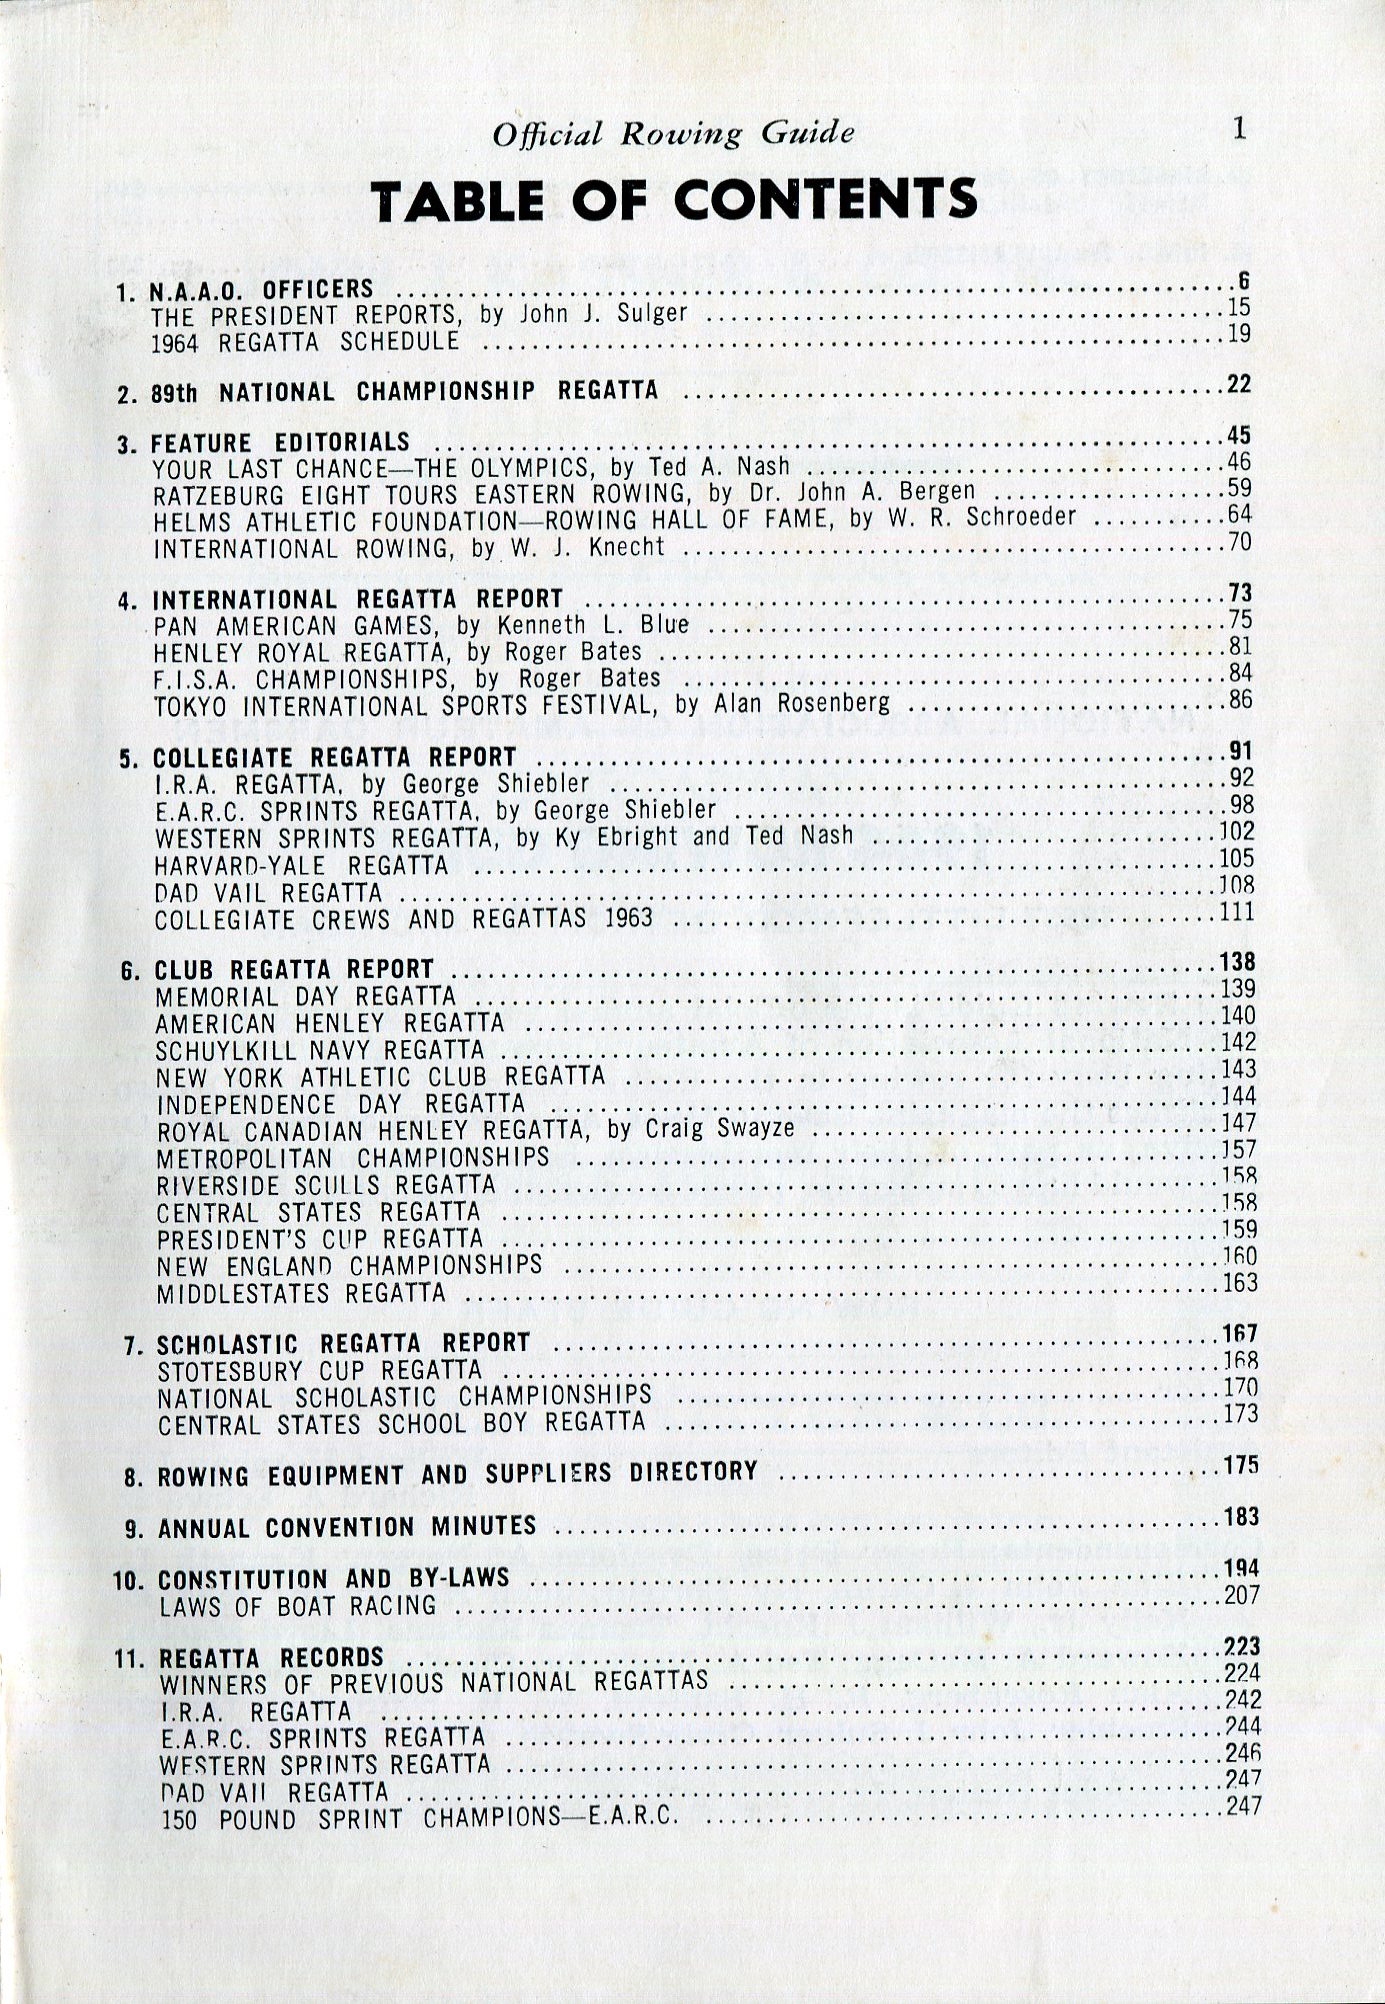 Official Rowing Guide 1
TABLE OF CONTENTS
1. N.A.A.O. OFFICERS ........ 6
THE PRESIDENT REPORTS, by John J. Sulger ........ 15
1964 REGATTA SCHEDULE ........ 19
2. 89th NATIONAL CHAMPIONSHIP REGATTA ........ 22
3. FEATURE EDITORIALS ........ 45
YOUR LAST CHANCE—THE OLYMPICS, by Ted A. Nash ........ 46
RATZEBURG EIGHT TOURS EASTERN ROWING, by Dr. John A. Bergen ........ 59
HELMS ATHLETIC FOUNDATION—ROWING HALL OF FAME, by W. R. Schroeder ........ 64
INTERNATIONAL ROWING, by W. J. Knecht ........ 70
4. INTERNATIONAL REGATTA REPORT ........ 73
PAN AMERICAN GAMES, by Kenneth L. Blue ........ 75
HENLEY ROYAL REGATTA, by Roger Bates ........ 81
F.I.S.A. CHAMPIONSHIPS, by Roger Bates ........ 84
TOKYO INTERNATIONAL SPORTS FESTIVAL, by Alan Rosenberg ........ 86
5. COLLEGIATE REGATTA REPORT ........ 91
I.R.A. REGATTA, by George Shiebler ........ 92
E.A.R.C. SPRINTS REGATTA, by George Shiebler ........ 98
WESTERN SPRINTS REGATTA, by Ky Ebright and Ted Nash ........ 102
HARVARD-YALE REGATTA ........ 105
DAD VAIL REGATTA ........ 108
COLLEGIATE CREWS AND REGATTAS 1963 ........ 111
6. CLUB REGATTA REPORT ........ 138
MEMORIAL DAY REGATTA ........ 139
AMERICAN HENLEY REGATTA ........ 140
SCHUYLKILL NAVY REGATTA ........ 142
NEW YORK ATHLETIC CLUB REGATTA ........ 143
INDEPENDENCE DAY REGATTA ........ 144
ROYAL CANADIAN HENLEY REGATTA, by Craig Swayze ........ 147
METROPOLITAN CHAMPIONSHIPS ........ 157
RIVERSIDE SCULLS REGATTA ........ 158
CENTRAL STATES REGATTA ........ 158
PRESIDENT'S CUP REGATTA ........ 159
NEW ENGLAND CHAMPIONSHIPS ........ 160
MIDDLESTATES REGATTA ........ 163
7. SCHOLASTIC REGATTA REPORT ........ 167
STOTESBURY CUP REGATTA ........ 168
NATIONAL SCHOLASTIC CHAMPIONSHIPS ........ 170
CENTRAL STATES SCHOOL BOY REGATTA ........ 173
8. ROWING EQUIPMENT AND SUPPLIERS DIRECTORY ........ 175
9. ANNUAL CONVENTION MINUTES ........ 183
10. CONSTITUTION AND BY-LAWS ........ 194
LAWS OF BOAT RACING ........ 207
11. REGATTA RECORDS ........ 223
WINNERS OF PREVIOUS NATIONAL REGATTAS ........ 224
I.R.A. REGATTA ........ 242
E.A.R.C. SPRINTS REGATTA ........ 244
WESTERN SPRINTS REGATTA ........ 246
DAD VAIL REGATTA ........ 247
150 POUND SPRINT CHAMPIONS—E.A.R.C. ........ 247